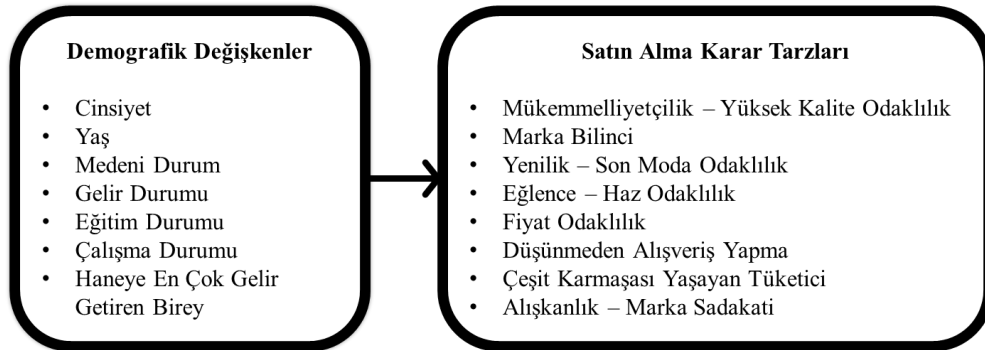 Demografik Değişkenler
• Cinsiyet
• Yaş
• Medeni Durum
• Gelir Durumu
• Eğitim Durumu
• Çalışma Durumu
• Haneye En Çok Gelir
Getiren Birey
Satın Alma Karar Tarzları
• Mükemmelliyetçilik – Yüksek Kalite Odaklılık
• Marka Bilinci
• Yenilik – Son Moda Odaklılık
• Eğlence – Haz Odaklılık
• Fiyat Odaklılık
• Düşünmeden Alışveriş Yapma
• Çeşit Karmaşası Yaşayan Tüketici
• Alışkanlık – Marka Sadakati